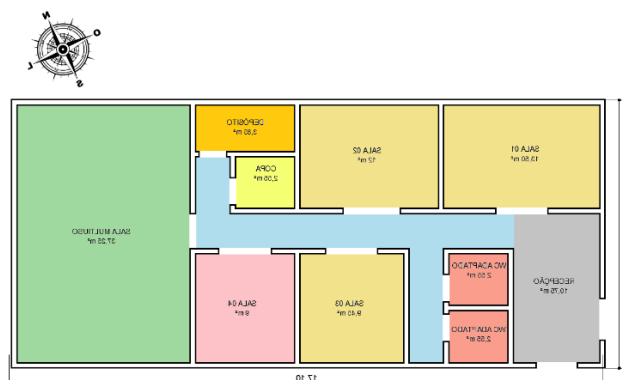 N
O
L
S
DEPÓSITO
3,85 m²
SALA 02
12 m²
SALA 01
13,50 m²
COPA
2,55 m²
SALA MULTIUSO
37,25 m²
WC ADAPTADO
2,55 m²
RECEPÇÃO
10,75 m²
SALA 04
9 m²
SALA 03
9,45 m²
WC ADAPTADO
2,55 m²
17,10